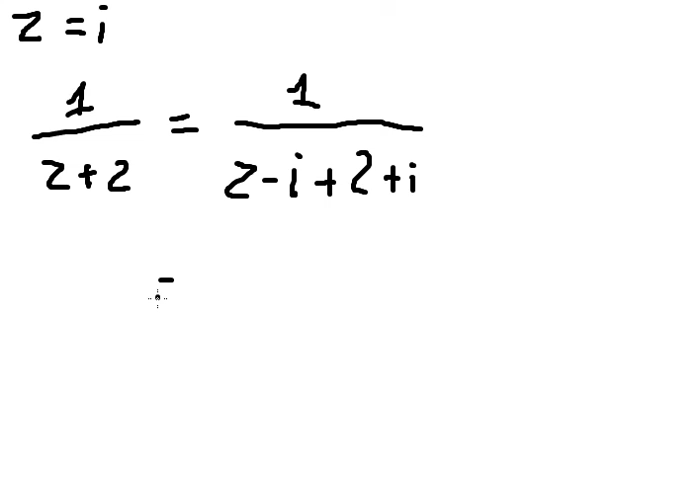 z = i
1/(z+2) = 1/(z-i+2+i)
-